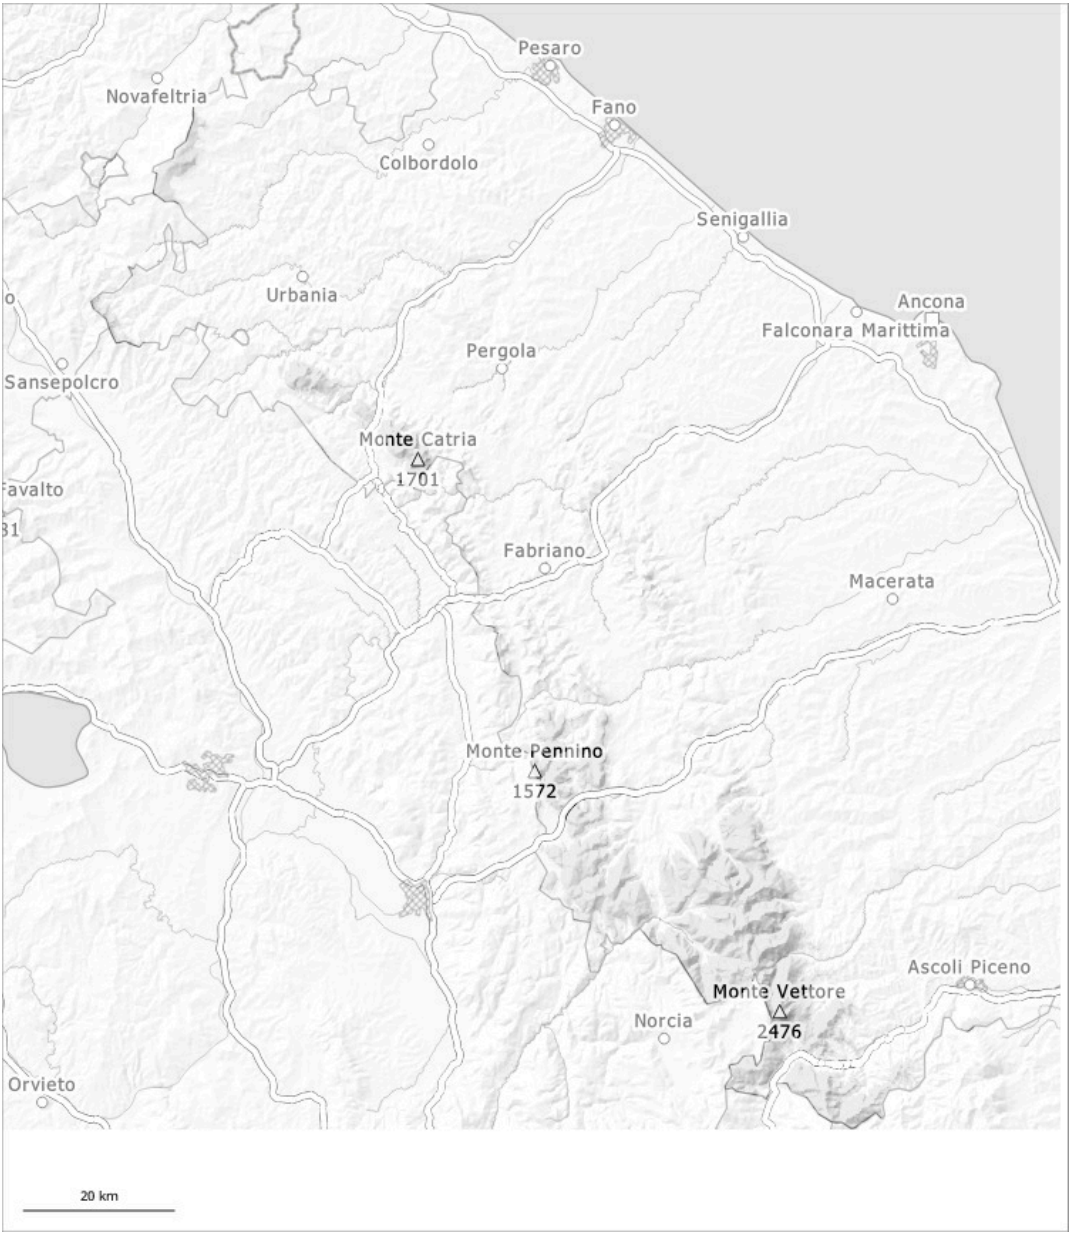 Pesaro
Novafeltria
Fano
Colbordolo
Senigallia
Urbania
o
Ancona
Falconara Marittima
Pergola
Sansepolcro
Monte Catria
1701
Favalto
81
Fabriano
Macerata
Monte Pennino
1572
Ascoli Piceno
Monte Vettore
Norcia
2476
Orvieto
20 km